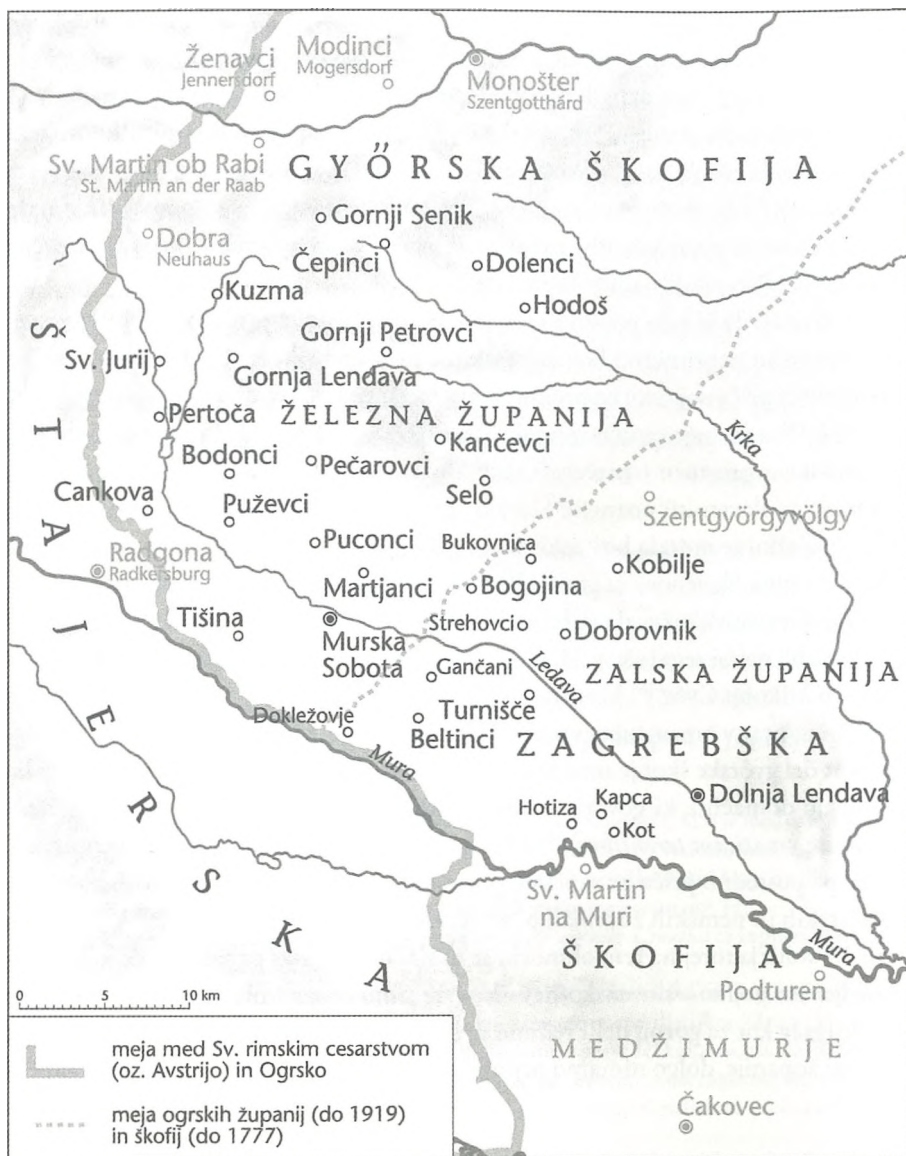 Ženavci
Jennersdorf
Modinci
Mogersdorf
Monošter
Szentgotthárd
Sv. Martin ob Rabi
St. Martin an der Raab
GYŐRSKA ŠKOFIJA
Gornji Senik
Dobra
Neuhaus
Čepinci
Dolenci
Kuzma
Hodoš
Gornji Petrovci
Sv. Jurij
Gornja Lendava
Pertoča
ŽELEZNA ŽUPANIJA
Krka
Kančevci
Bodonci
Pečarovci
Selo
Cankova
Puževci
Szentgyörgyvölgy
Radgona
Radkersburg
Puconci
Bukovnica
Kobilje
Martjanci
Bogojina
Tišina
Strehovci
Dobrovnik
Murska
Sobota
Gančani
Ledava
ZALSKA ŽUPANIJA
Dokležovje
Turnišče
Beltinci
ZAGREBŠKA
Mura
Dolnja Lendava
Hotiza
Kapca
Kot
ŠTAJERSKA
Sv. Martin
na Muri
Mura
ŠKOFIJA
Podturen
0 5 10 km
MEDŽIMURJE
Čakovec
meja med Sv. rimskim cesarstvom
(oz. Avstrijo) in Ogrsko
meja ogrskih županij (do 1919)
in škofij (do 1777)